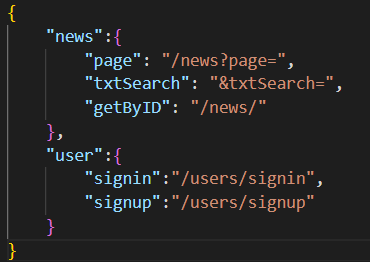 {
    "news":{
        "page": "/news?page=",
        "txtSearch": "&txtSearch=",
        "getByID": "/news/"
    },
    "user":{
        "signin":"/users/signin",
        "signup":"/users/signup"
    }
}